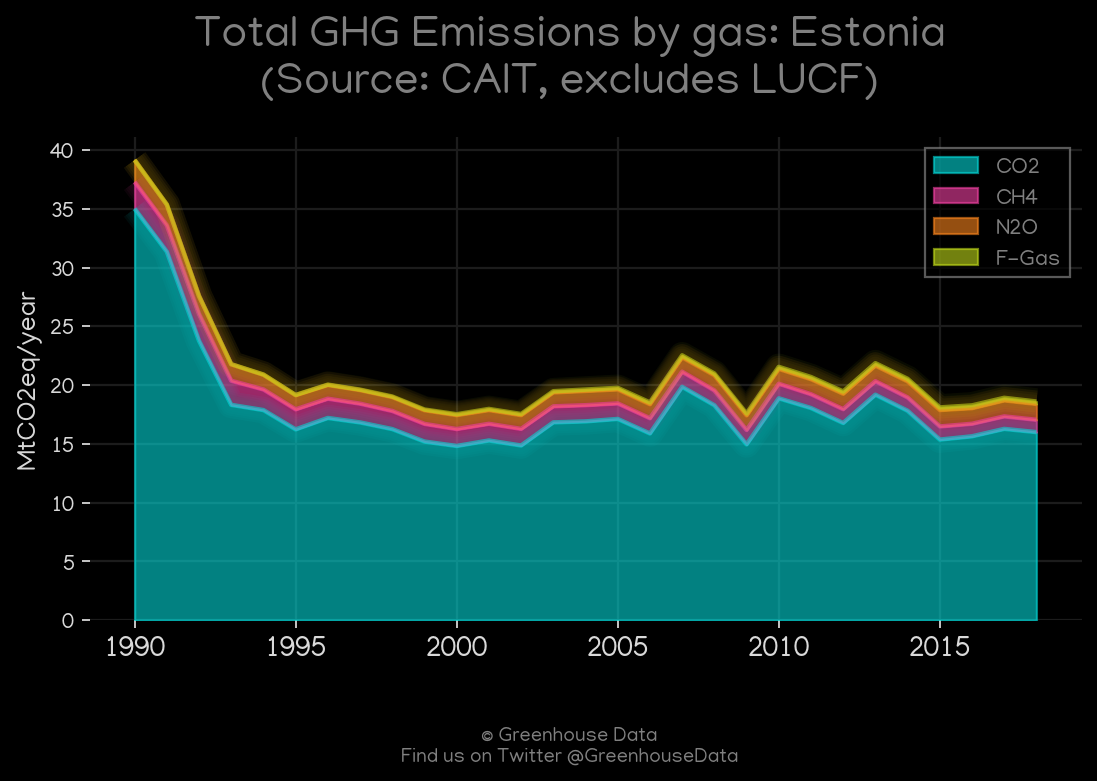 Total GHG Emissions by gas: Estonia
(Source: CAIT, excludes LUCF)
40
35
30
25
20
15
10
5
0
MtCO2eq/year
CO2
CH4
N2O
F-Gas
1990 1995 2000 2005 2010 2015
© Greenhouse Data
Find us on Twitter @GreenhouseData